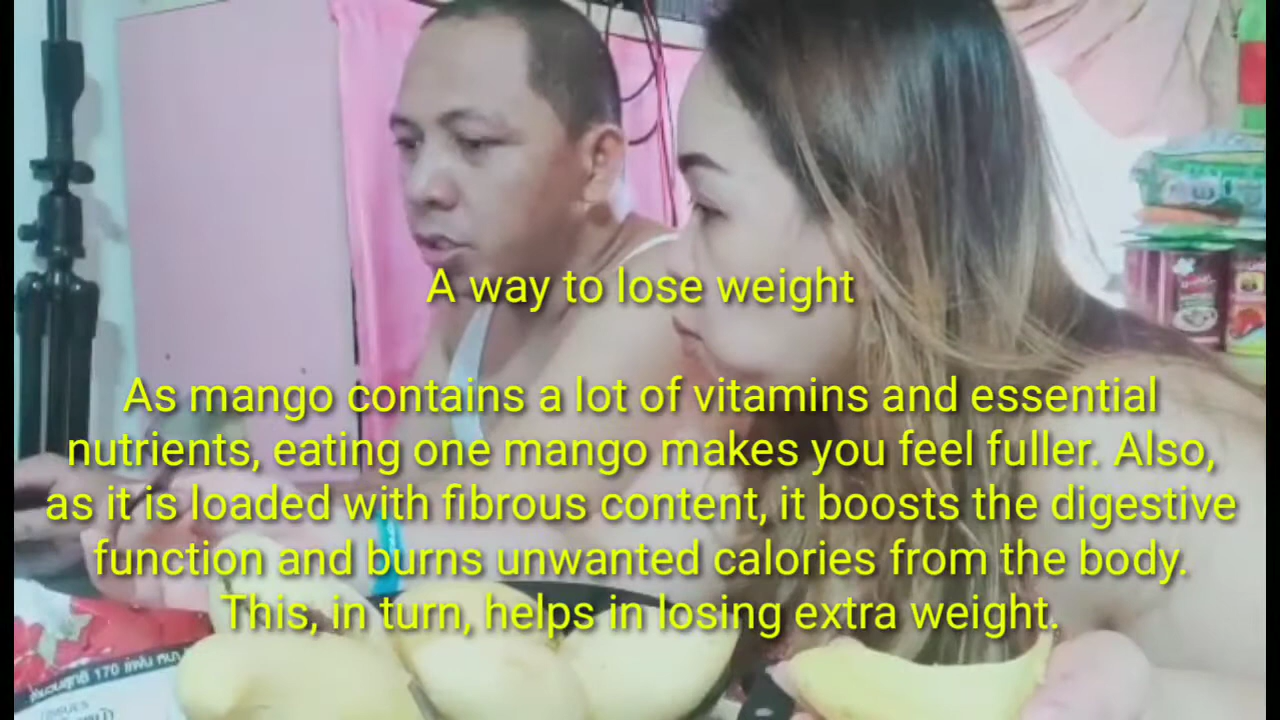 A way to lose weight
As mango contains a lot of vitamins and essential
nutrients, eating one mango makes you feel fuller. Also,
as it is loaded with fibrous content, it boosts the digestive
function and burns unwanted calories from the body.
This, in turn, helps in losing extra weight.
170